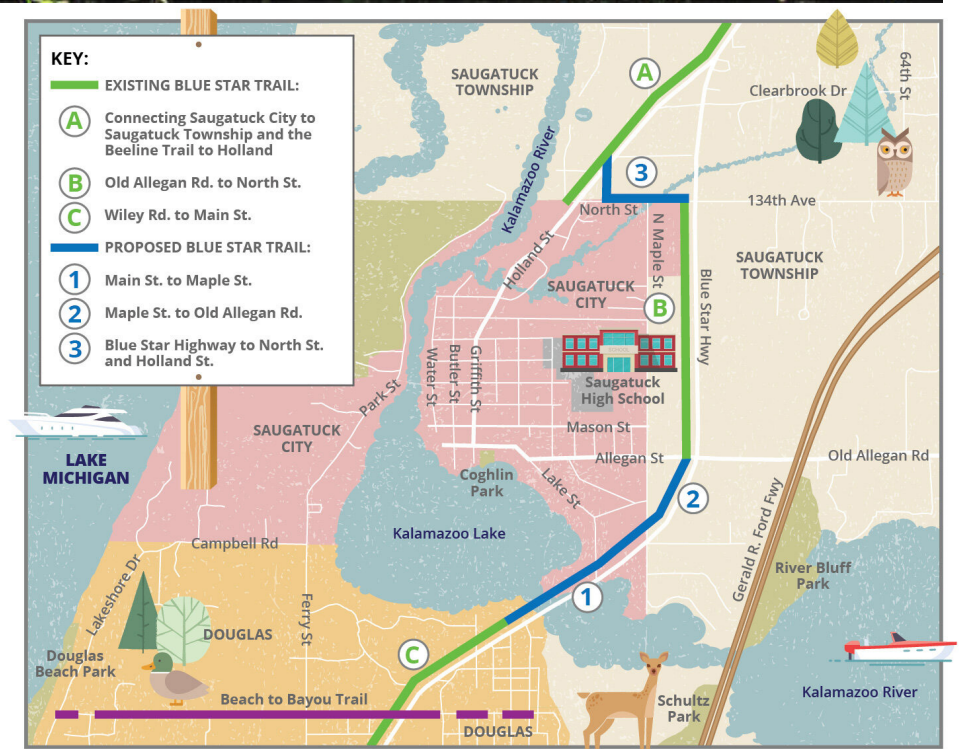 KEY:
EXISTING BLUE STAR TRAIL:
A
Connecting Saugatuck City to
Saugatuck Township and the
Beeline Trail to Holland
B
Old Allegan Rd. to North St.
C
Wiley Rd. to Main St.
PROPOSED BLUE STAR TRAIL:
1
Main St. to Maple St.
2
Maple St. to Old Allegan Rd.
3
Blue Star Highway to North St.
and Holland St.
SAUGATUCK
TOWNSHIP
A
Clearbrook Dr
64th St
Kalamazoo River
3
North St
134th Ave
Holland St
N Maple St
SAUGATUCK
TOWNSHIP
SAUGATUCK
CITY
B
Blue Star Hwy
Water St
Butler St
Griffith St
Saugatuck
High School
Park St
Mason St
SAUGATUCK
CITY
Allegan St
Old Allegan Rd
LAKE
MICHIGAN
Coghlin
Park
Lake St
2
Kalamazoo Lake
Campbell Rd
Gerald R. Ford Fwy
River Bluff
Park
Lakeshore Dr
Ferry St
1
DOUGLAS
C
Douglas
Beach Park
Beach to Bayou Trail
Schultz
Park
Kalamazoo River
DOUGLAS